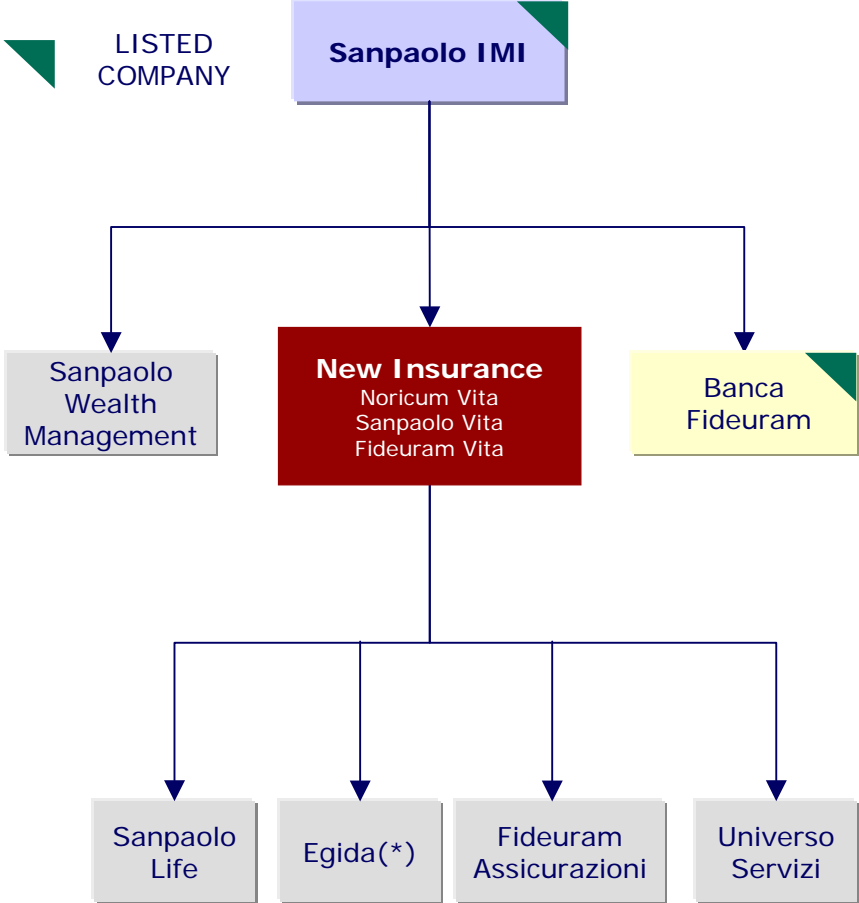 LISTED
COMPANY
Sanpaolo IMI
Sanpaolo
Wealth
Management
New Insurance
Noricum Vita
Sanpaolo Vita
Fideuram Vita
Banca
Fideuram
Sanpaolo
Life
Egida(*)
Fideuram
Assicurazioni
Universo
Servizi